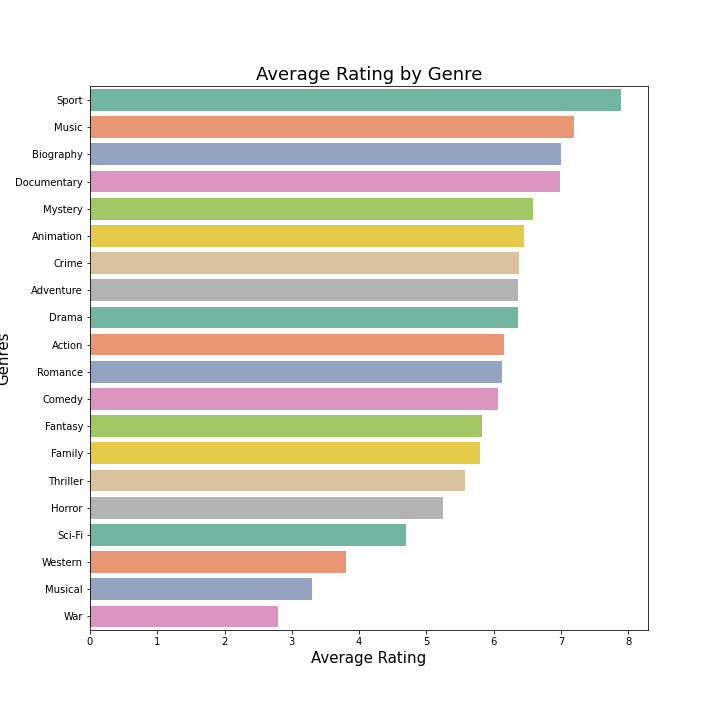 Average Rating by Genre
Sport
Music
Biography
Documentary
Mystery
Animation
Crime
Adventure
Drama
Action
Romance
Comedy
Fantasy
Family
Thriller
Horror
Sci-Fi
Western
Musical
War
Genres
0 1 2 3 4 5 6 7 8
Average Rating